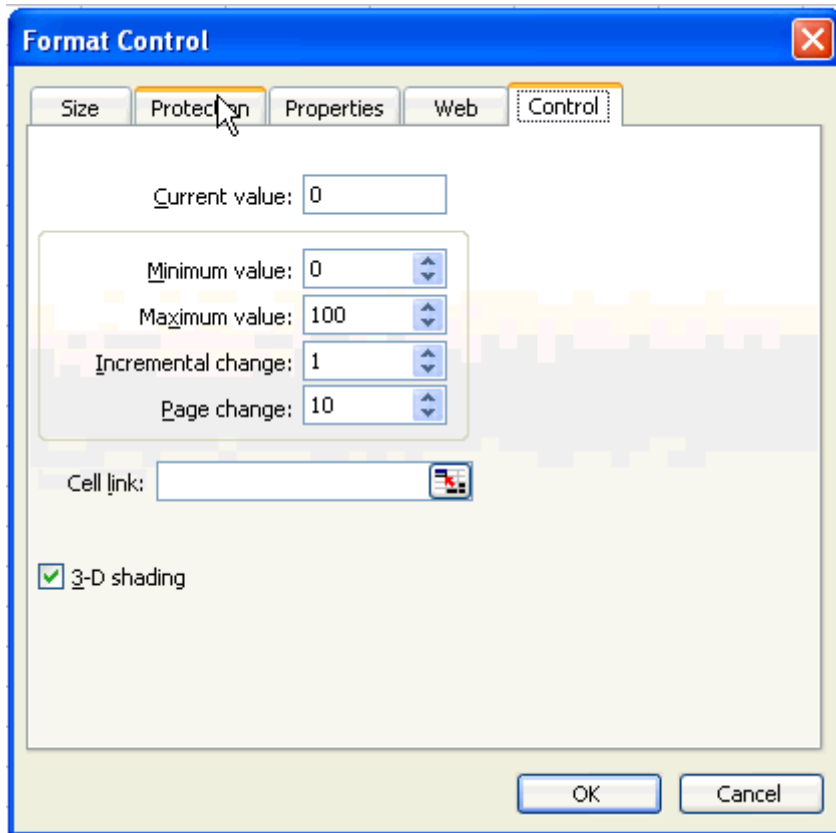 Format Control
Size Protection Properties Web Control
Current value: 0
Minimum value: 0
Maximum value: 100
Incremental change: 1
Page change: 10
Cell link:
3-D shading
OK Cancel